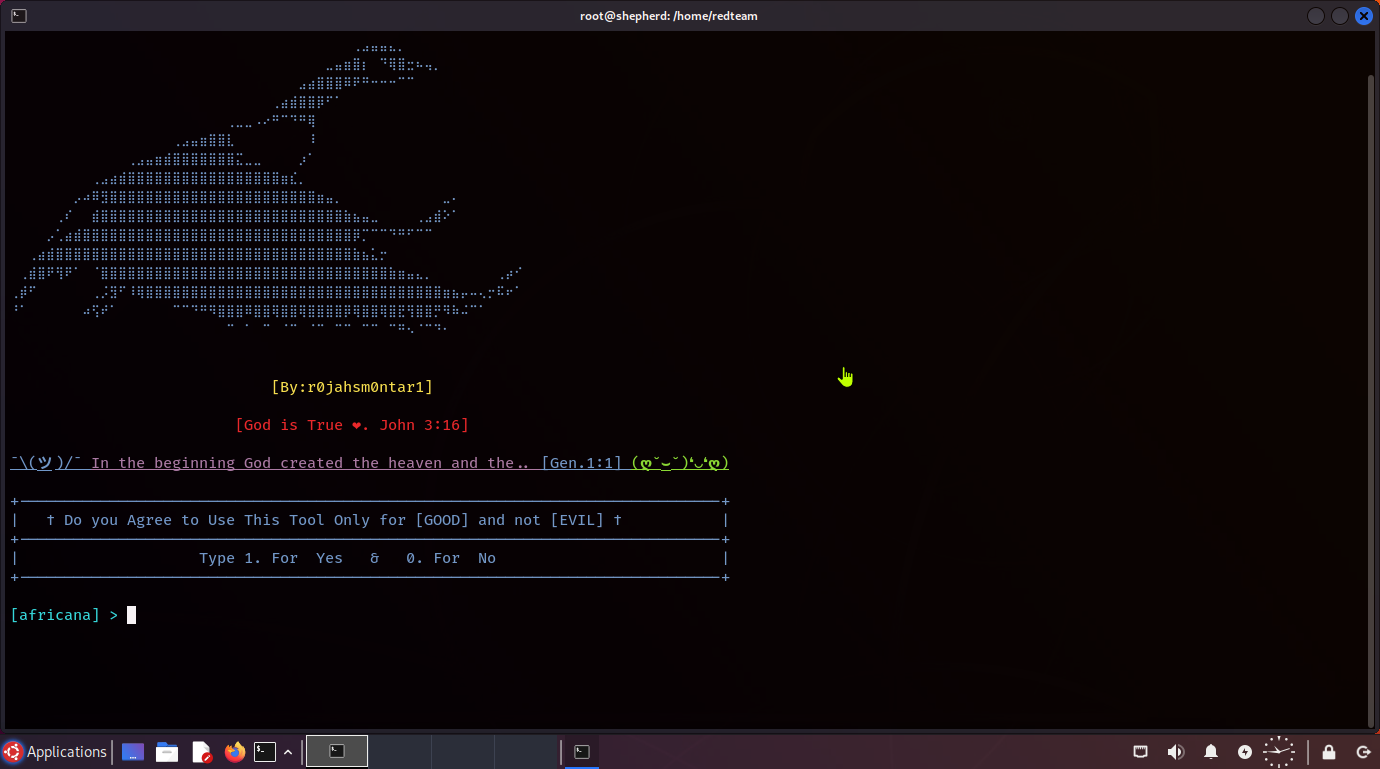 root@shepherd: /home/redteam
[By:r0jahsm0ntar1]
[God is True ❤. John 3:16]
¯\(ツ)/¯ In the beginning God created the heaven and the.. [Gen.1:1] (ღ˘⌣˘)❛◡❛ღ)
† Do you Agree to Use This Tool Only for [GOOD] and not [EVIL] †
Type 1. For  Yes   &   0. For  No
[africana] >
Applications